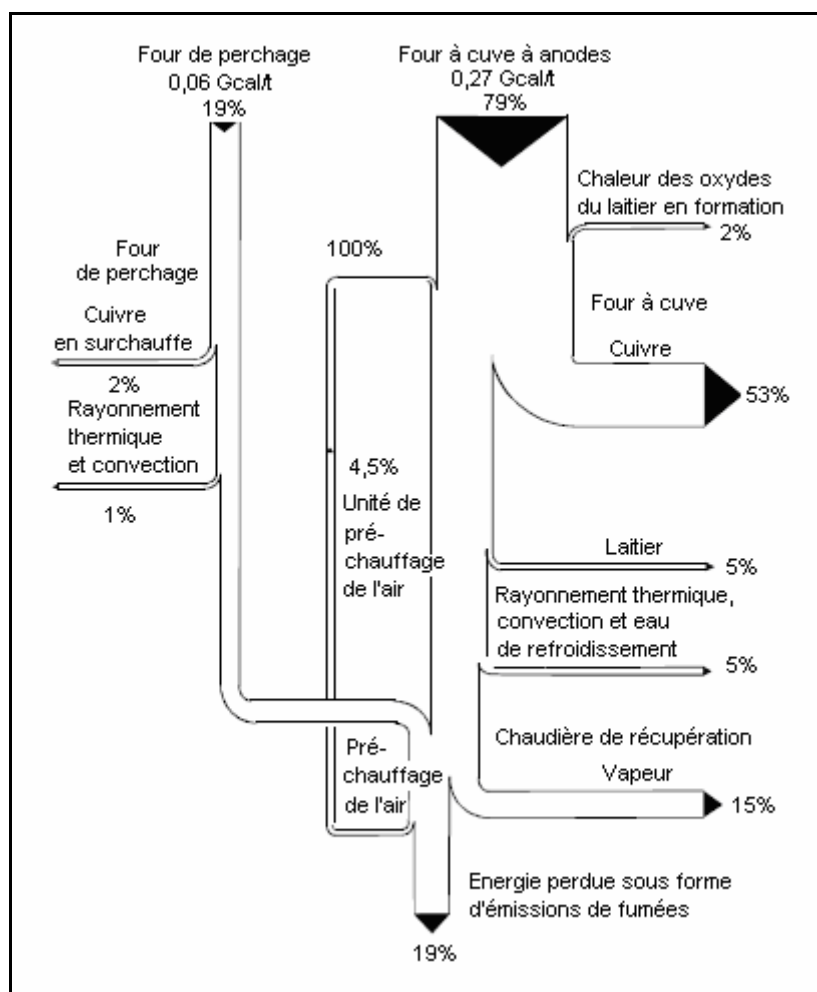 Four de perchage
0,06 Gcal/t
19%
Four à cuve à anodes
0,27 Gcal/t
79%
Chaleur des oxydes
du laitier en formation
2%
100%
Four
de perchage
Four à cuve
Cuivre
en surchauffe
2%
Cuivre
53%
Rayonnement
thermique
et convection
1%
4,5%
Unité de
pré-
chauffage
de l'air
Laitier
5%
Rayonnement thermique,
convection et eau
de refroidissement
5%
Pré-
chauffage
de l'air
Chaudière de récupération
Vapeur
15%
Energie perdue sous forme
d'émissions de fumées
19%